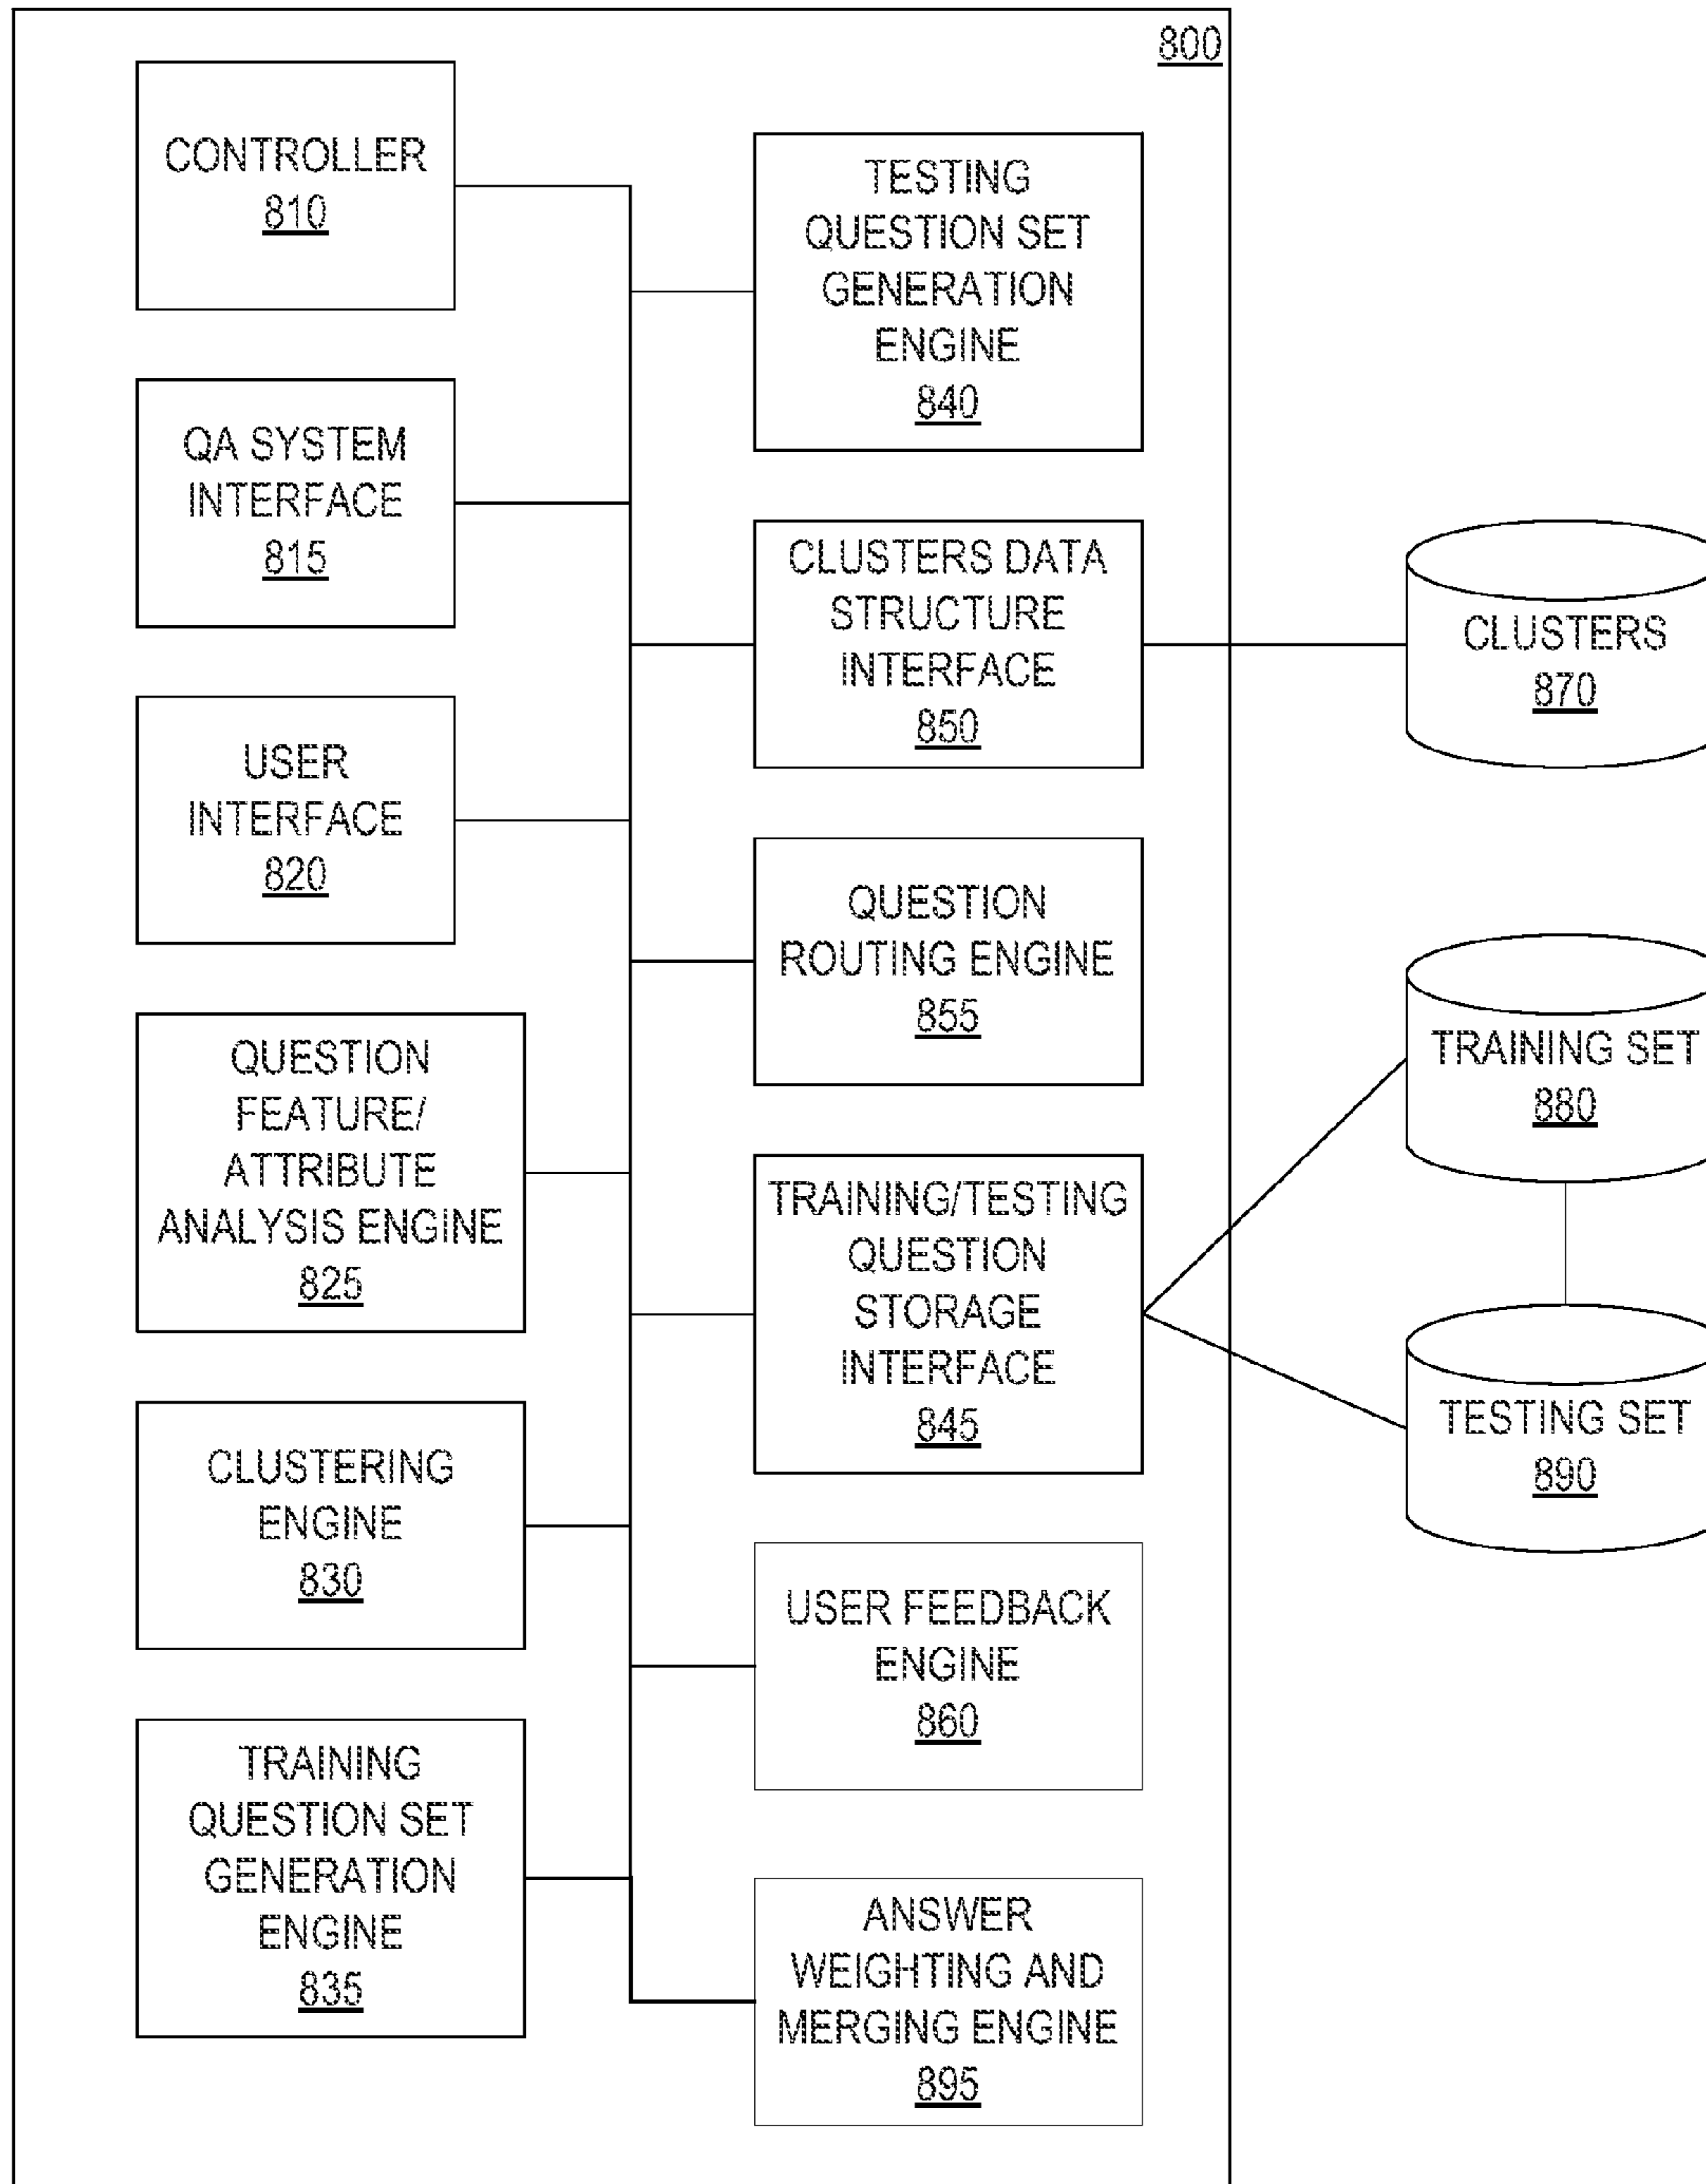 800
CONTROLLER
810
QA SYSTEM
INTERFACE
815
USER
INTERFACE
820
QUESTION
FEATURE/
ATTRIBUTE
ANALYSIS ENGINE
825
CLUSTERING
ENGINE
830
TRAINING
QUESTION SET
GENERATION
ENGINE
835
TESTING
QUESTION SET
GENERATION
ENGINE
840
CLUSTERS DATA
STRUCTURE
INTERFACE
850
QUESTION
ROUTING ENGINE
855
TRAINING/TESTING
QUESTION
STORAGE
INTERFACE
845
USER FEEDBACK
ENGINE
860
ANSWER
WEIGHTING AND
MERGING ENGINE
895
CLUSTERS
870
TRAINING SET
880
TESTING SET
890